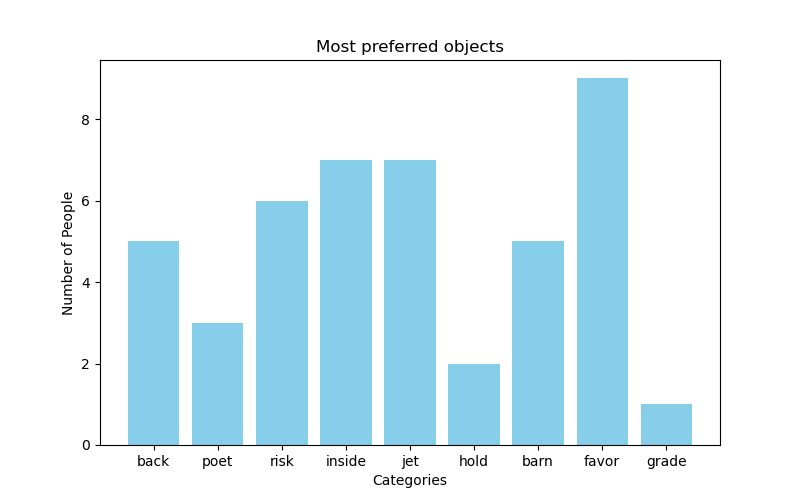 Most preferred objects
Number of People
8
6
4
2
0
back poet risk inside jet hold barn favor grade
Categories